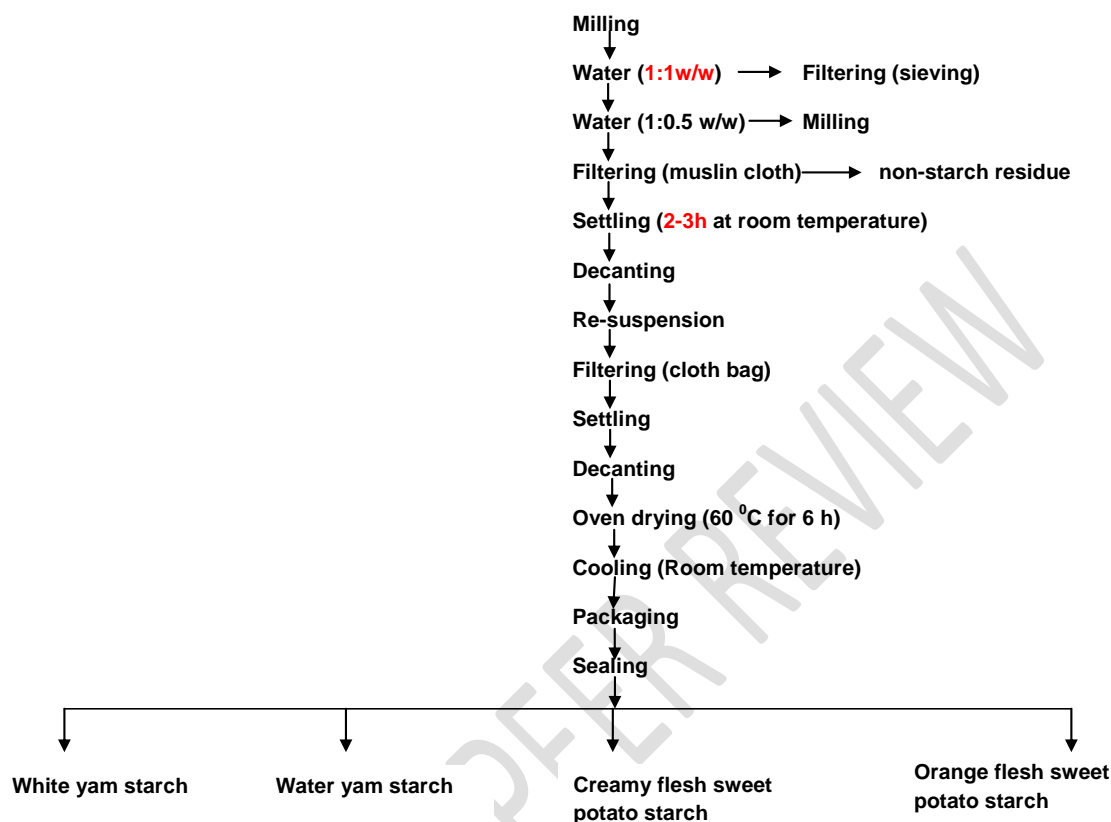 Milling
Water (1:1w/w) Filtering (sieving)
Water (1:0.5 w/w) Milling
Filtering (muslin cloth) non-starch residue
Settling (2-3h at room temperature)
Decanting
Re-suspension
Filtering (cloth bag)
Settling
Decanting
Oven drying (60 ⁰C for 6 h)
Cooling (Room temperature)
Packaging
Sealing
White yam starch
Water yam starch
Creamy flesh sweet
potato starch
Orange flesh sweet
potato starch
PEER REVIEW